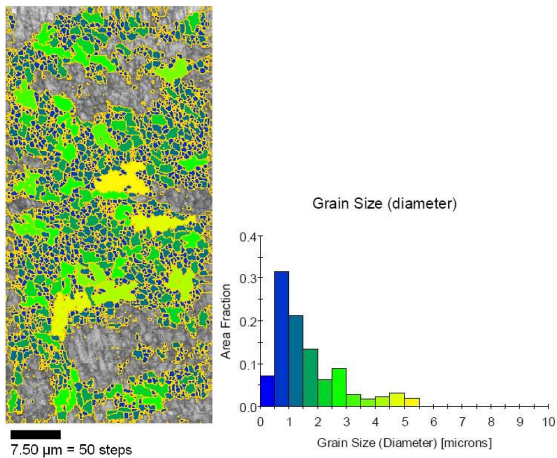 7.50 µm = 50 steps
Grain Size (diameter)
Area Fraction
0.4
0.3
0.2
0.1
0.0
0 1 2 3 4 5 6 7 8 9 10
Grain Size (Diameter) [microns]